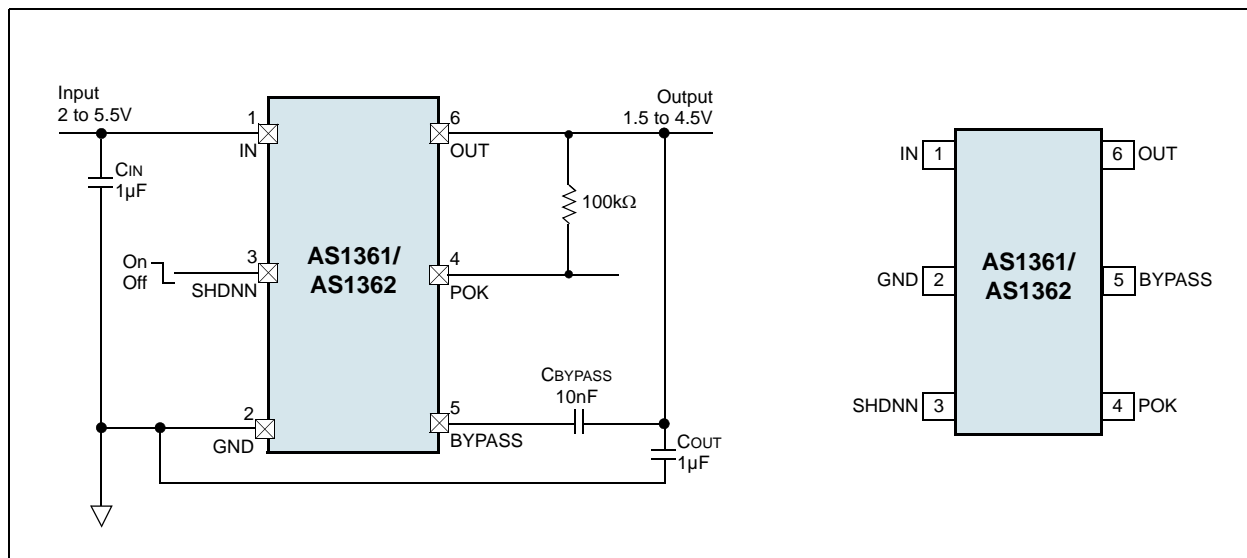 Input
2 to 5.5V
1
IN
CIN
1µF
On
Off
3
SHDNN
2
GND
AS1361/
AS1362
6
OUT
Output
1.5 to 4.5V
100kΩ
4
POK
CBYPASS
10nF
5
BYPASS
COUT
1µF
IN 1
6 OUT
GND 2
AS1361/
AS1362
5 BYPASS
SHDNN 3
4 POK